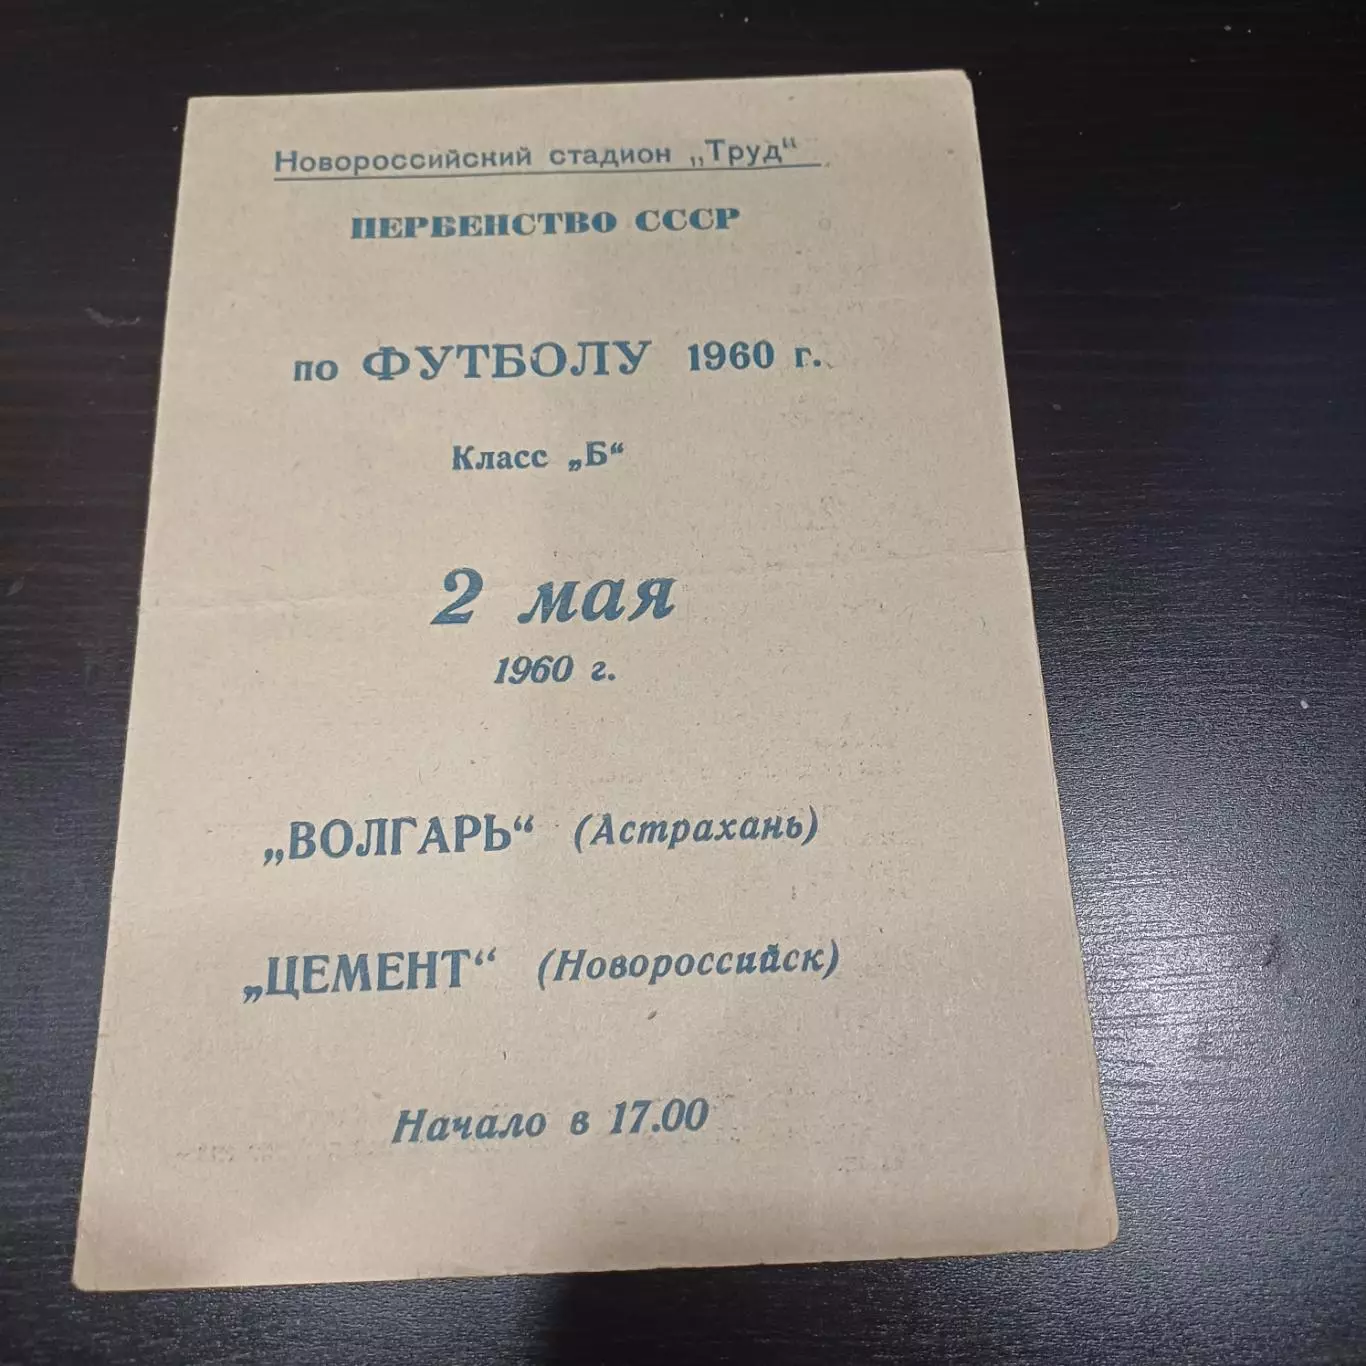 Новороссийский стадион „Труд“
ПЕРВЕНСТВО СССР
по ФУТБОЛУ 1960 г.
Класс „Б“
2 мая
1960 г.
„ВОЛГАРЬ“ (Астрахань)
„ЦЕМЕНТ“ (Новороссийск)
Начало в 17.00